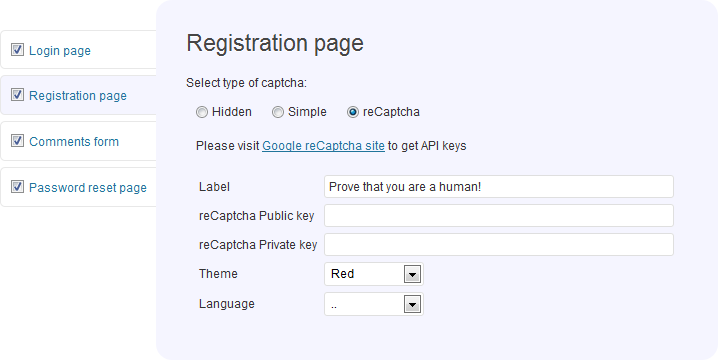 Login page
Registration page
Comments form
Password reset page
Registration page
Select type of captcha:
Hidden Simple reCaptcha
Please visit Google reCaptcha site to get API keys
Label Prove that you are a human!
reCaptcha Public key
reCaptcha Private key
Theme Red
Language ..